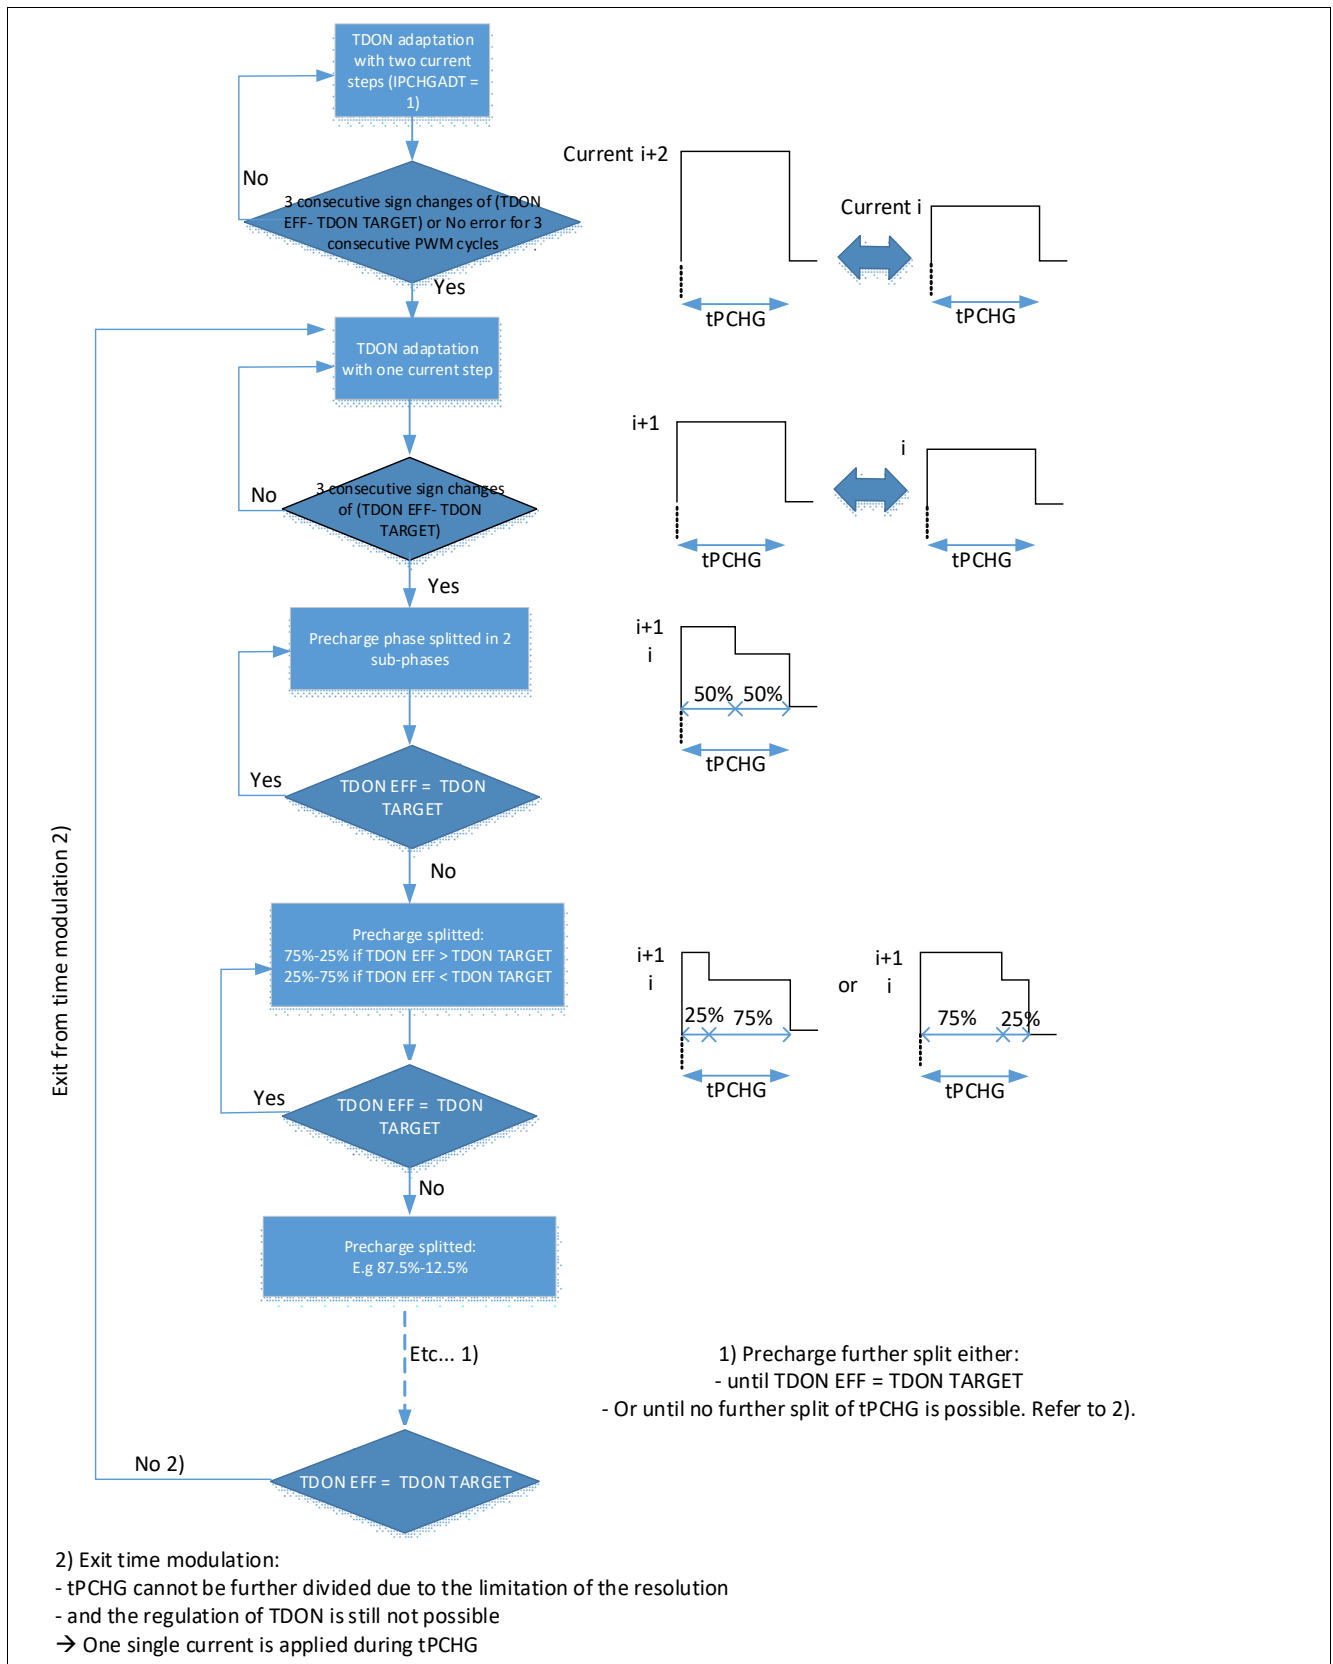 TDON adaptation
with two current
steps (IPCHGADT =
1)
No
3 consecutive sign changes of (TDON
EFF- TDON TARGET) or No error for 3
consecutive PWM cycles
Yes
Current i+2
tPCHG
Current i
tPCHG
TDON adaptation
with one current step
No
3 consecutive sign changes
of (TDON EFF- TDON
TARGET)
Yes
i+1
tPCHG
i
tPCHG
Precharge phase splitted in 2
sub-phases
i+1
i
50% 50%
tPCHG
Yes
TDON EFF = TDON
TARGET
No
Precharge splitted:
75%-25% if TDON EFF > TDON TARGET
25%-75% if TDON EFF < TDON TARGET
i+1
i
25% 75%
tPCHG
or
i+1
i
75% 25%
tPCHG
Yes
TDON EFF = TDON
TARGET
No
Precharge splitted:
E.g 87.5%-12.5%
Etc... 1)
1) Precharge further split either:
- until TDON EFF = TDON TARGET
- Or until no further split of tPCHG is possible. Refer to 2).
No 2)
TDON EFF = TDON TARGET
Exit from time modulation 2)
2) Exit time modulation:
- tPCHG cannot be further divided due to the limitation of the resolution
- and the regulation of TDON is still not possible
→ One single current is applied during tPCHG